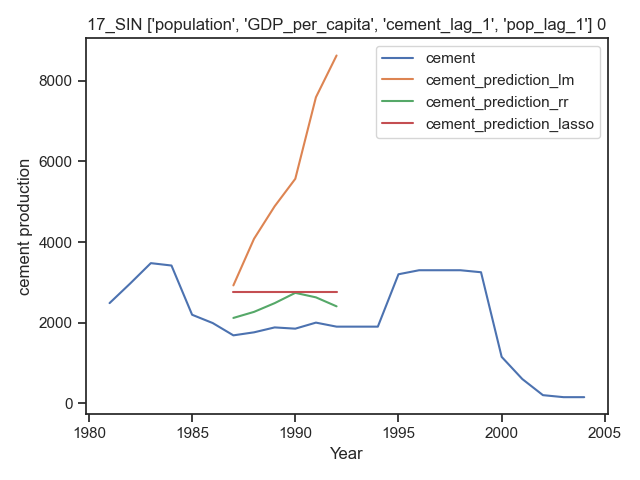 17_SIN ['population', 'GDP_per_capita', 'cement_lag_1', 'pop_lag_1'] 0
cement
cement_prediction_lm
cement_prediction_rr
cement_prediction_lasso
cement production
8000
6000
4000
2000
0
1980 1985 1990 1995 2000 2005
Year